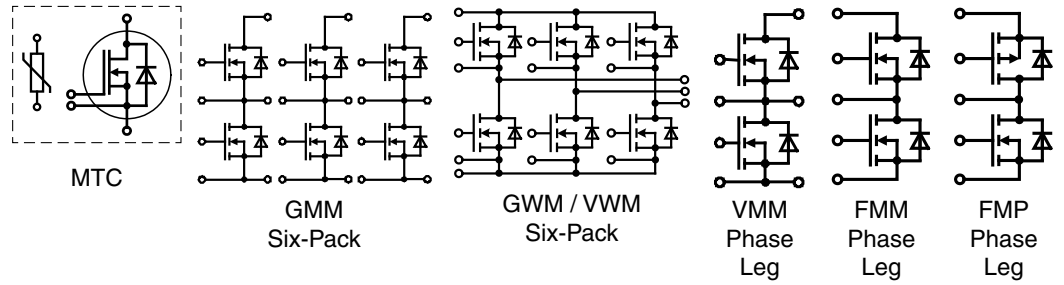 MTC
GMM
Six-Pack
GWM / VWM
Six-Pack
VMM
Phase
Leg
FMM
Phase
Leg
FMP
Phase
Leg